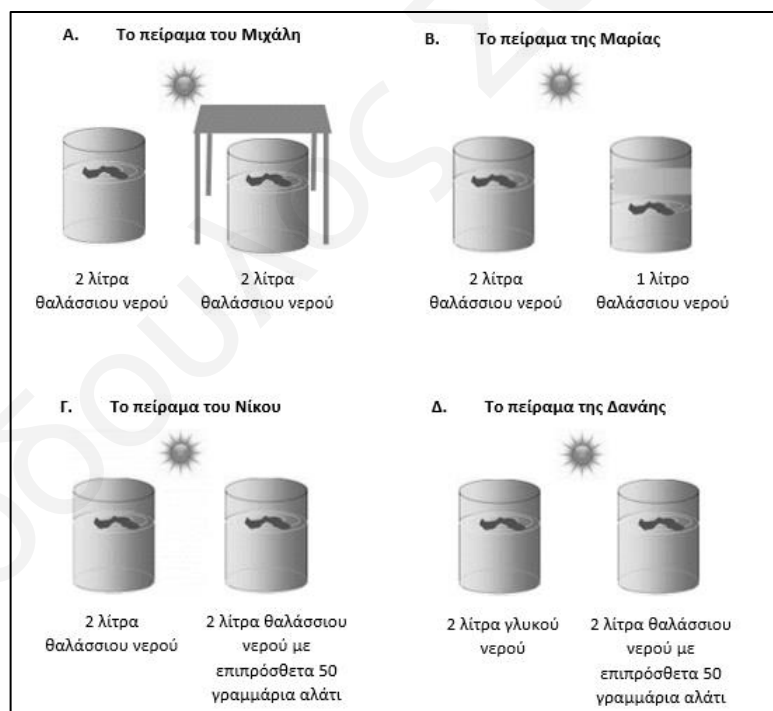 Α. Το πείραμα του Μιχάλη
2 λίτρα
θαλάσσιου νερού
2 λίτρα
θαλάσσιου νερού
Β. Το πείραμα της Μαρίας
2 λίτρα
θαλάσσιου νερού
1 λίτρο
θαλάσσιου νερού
Γ. Το πείραμα του Νίκου
2 λίτρα
θαλάσσιου νερού
2 λίτρα θαλάσσιου
νερού με
επιπρόσθετα 50
γραμμάρια αλάτι
Δ. Το πείραμα της Δανάης
2 λίτρα γλυκού
νερού
2 λίτρα θαλάσσιου
νερού με
επιπρόσθετα 50
γραμμάρια αλάτι